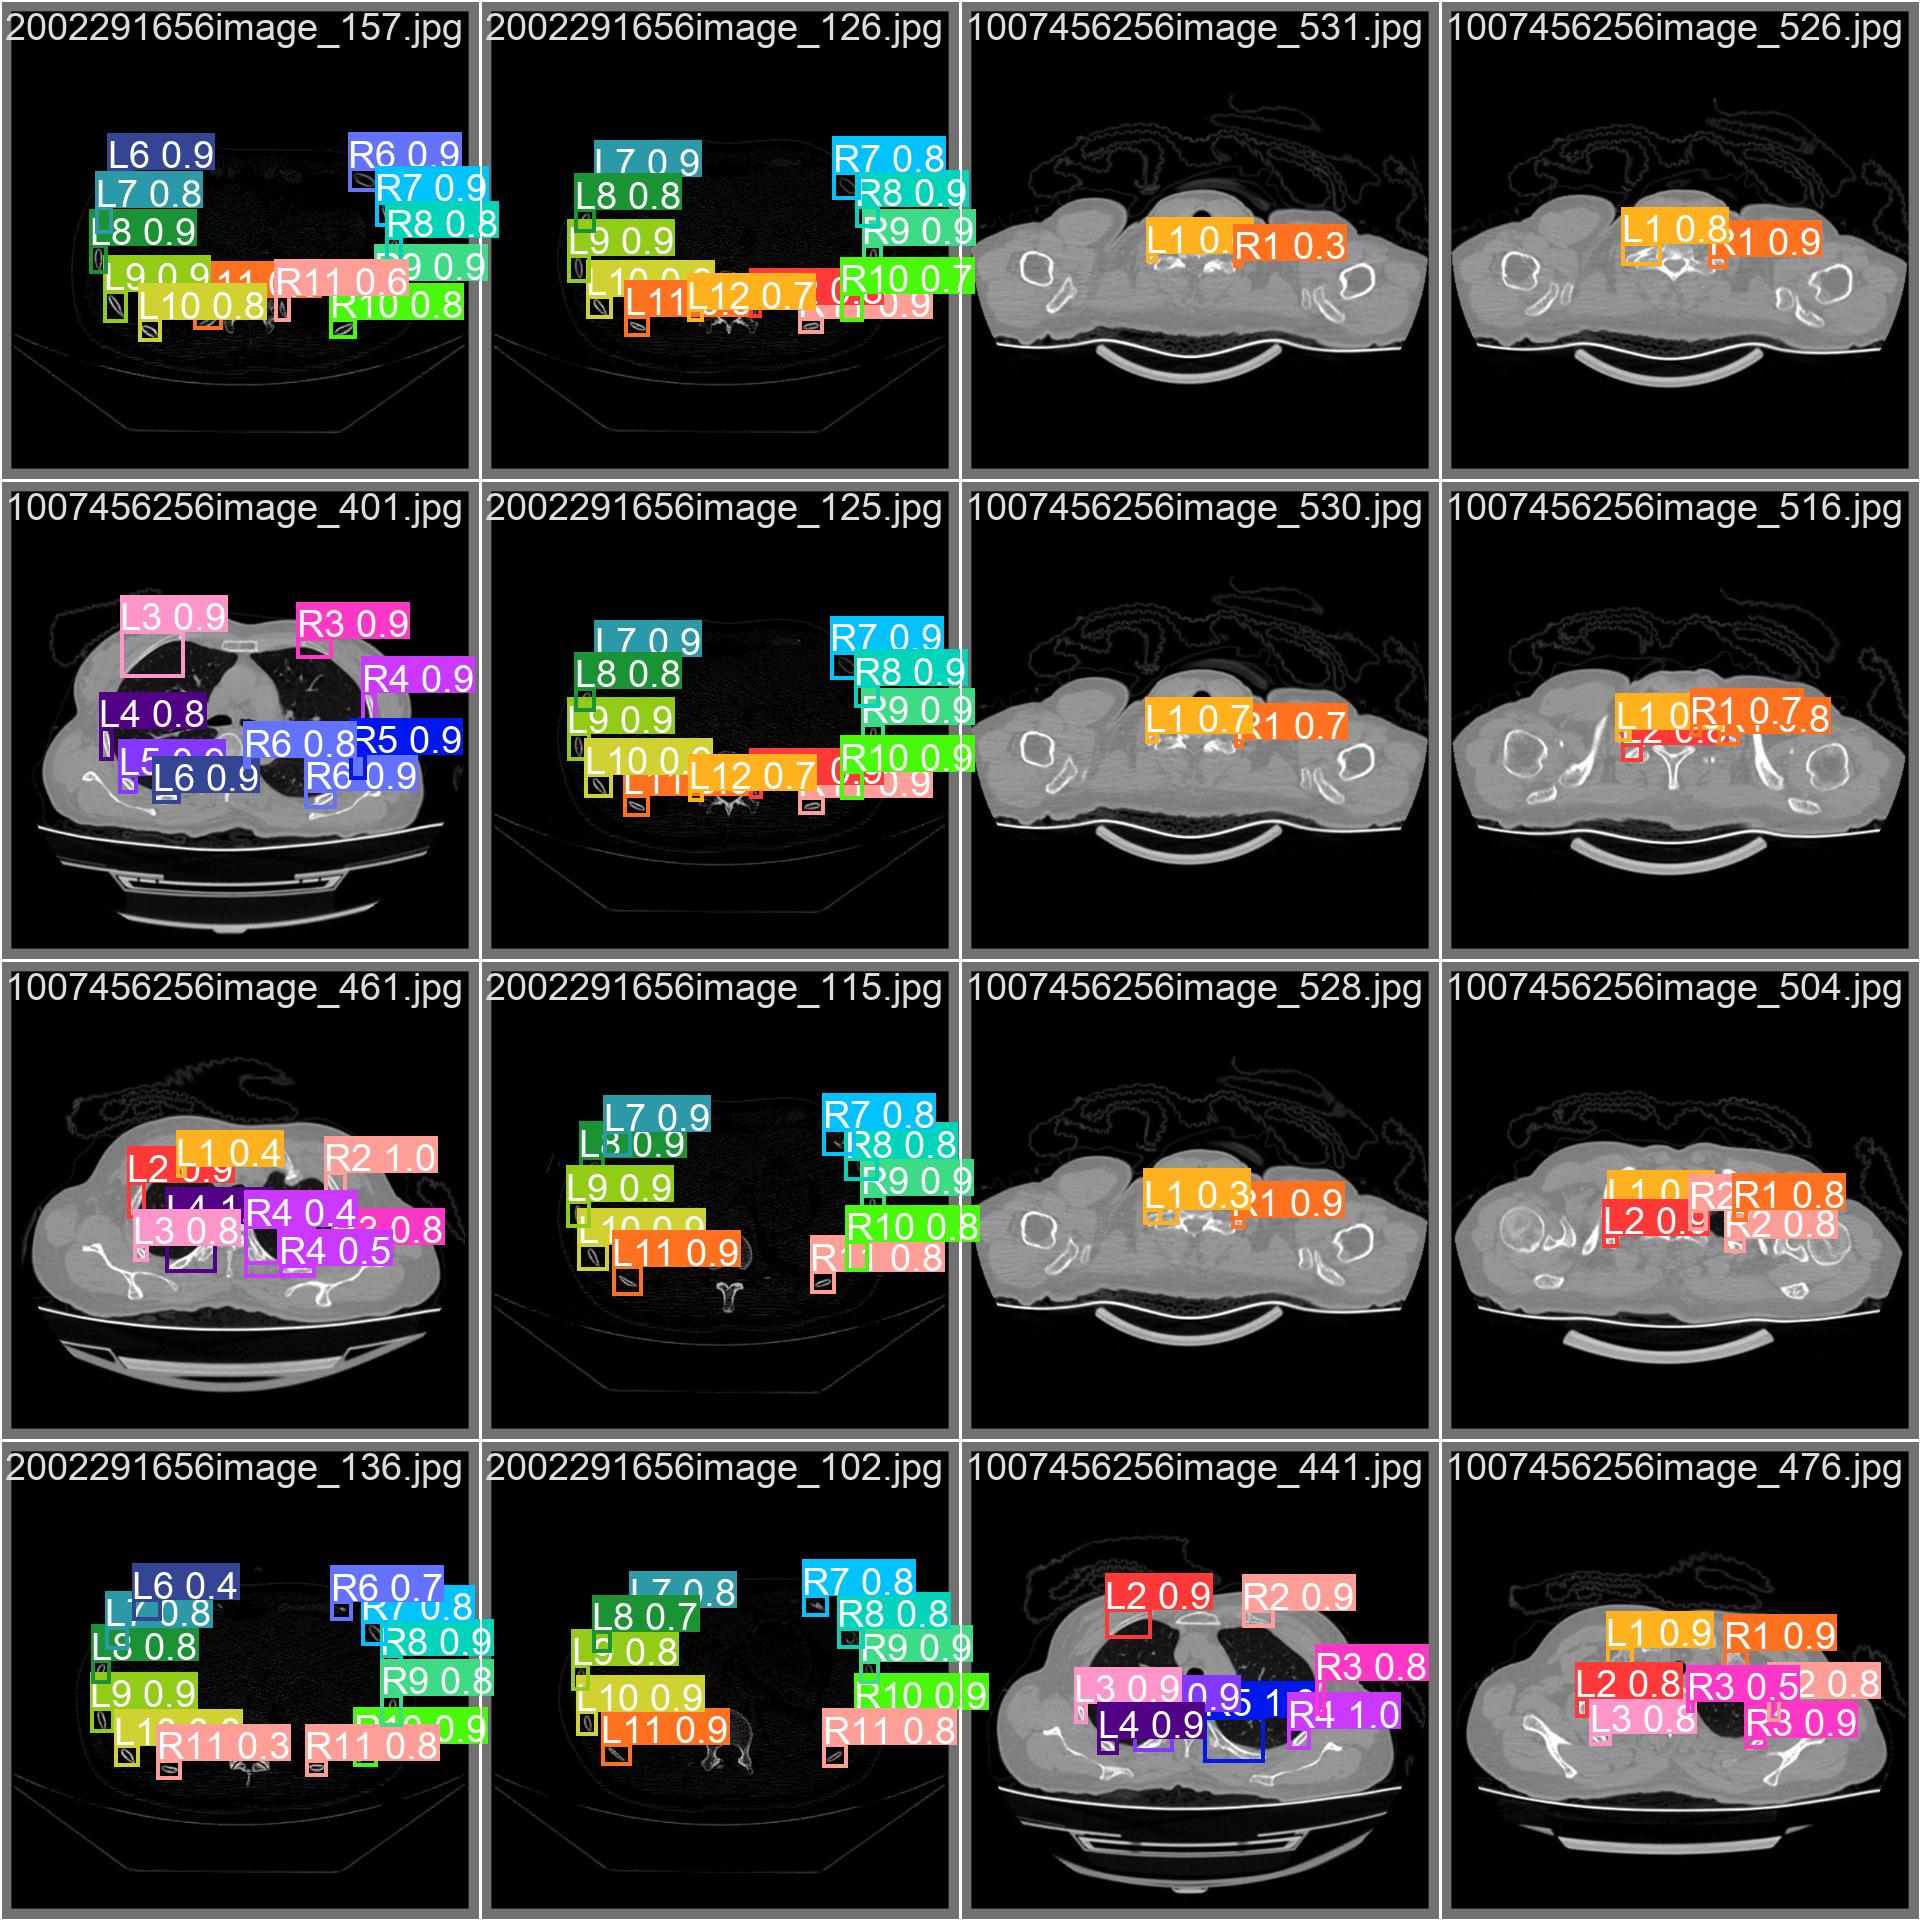 2002291656image_157.jpg
L6 0.9
R6 0.9
L7 0.8
R7 0.9
L8 0.9
R8 0.8
L9 0.9
R11 0.6
R9 0.9
L10 0.8
R10 0.8
2002291656image_126.jpg
L7 0.9
R7 0.8
L8 0.8
R8 0.9
L9 0.9
R9 0.9
L12 0.7
R10 0.7
L11
0.9
1007456256image_531.jpg
L1 0.
R1 0.3
1007456256image_526.jpg
L1 0.8
R1 0.9
1007456256image_401.jpg
L3 0.9
R3 0.9
R4 0.9
L4 0.8
R6 0.8
R5 0.9
L5
L6 0.9
R6 0.9
2002291656image_125.jpg
L7 0.9
R7 0.9
L8 0.8
R8 0.9
L9 0.9
R9 0.9
L10 0.
L12 0.7
R10 0.9
0.9
1007456256image_530.jpg
L1 0.7
R1 0.7
1007456256image_516.jpg
L1 0
R1 0.7
.8
1007456256image_461.jpg
L1 0.4
L2 0.9
R2 1.0
R4 0.4
L3 0.8
0.8
R4 0.5
2002291656image_115.jpg
L7 0.9
R7 0.8
L8 0.9
R8 0.8
L9 0.9
R9 0.9
R10 0.8
L11 0.9
R11 0.8
1007456256image_528.jpg
L1 0.3
R1 0.9
1007456256image_504.jpg
L1 0
R2
R1 0.8
L2 0.9
R2 0.8
2002291656image_136.jpg
L6 0.4
R6 0.7
L7 0.8
R7 0.8
L8 0.8
R8 0.9
L9 0.9
R9 0.8
R10 0.9
R11 0.3
R11 0.8
2002291656image_102.jpg
L7 0.8
R7 0.8
L8 0.7
R8 0.8
L9 0.8
R9 0.9
L10 0.9
R10 0.9
L11 0.9
R11 0.8
1007456256image_441.jpg
L2 0.9
R2 0.9
R3 0.8
L3 0.9
0.9
L4 0.9
R4 1.0
1007456256image_476.jpg
L1 0.9
R1 0.9
L2 0.8
R3 0.5
2 0.8
L3 0.8
R3 0.9